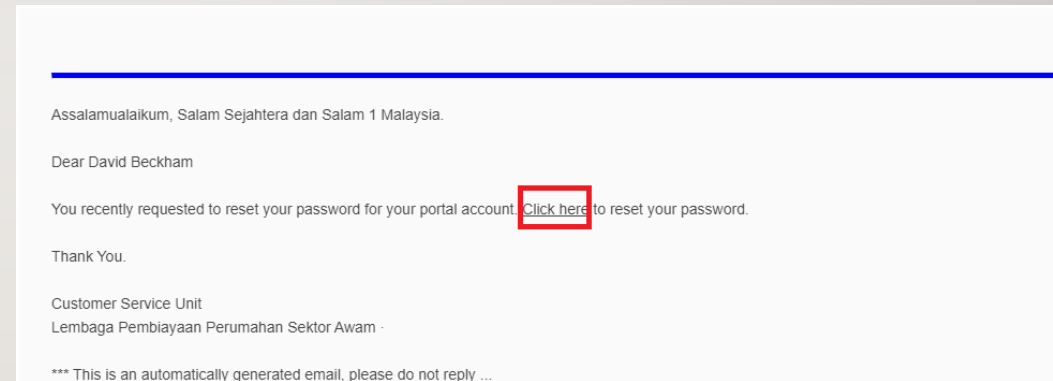 Assalamualaikum, Salam Sejahtera dan Salam 1 Malaysia.
Dear David Beckham
You recently requested to reset your password for your portal account. Click here to reset your password.
Thank You.
Customer Service Unit
Lembaga Pembiayaan Perumahan Sektor Awam ·
*** This is an automatically generated email, please do not reply ...